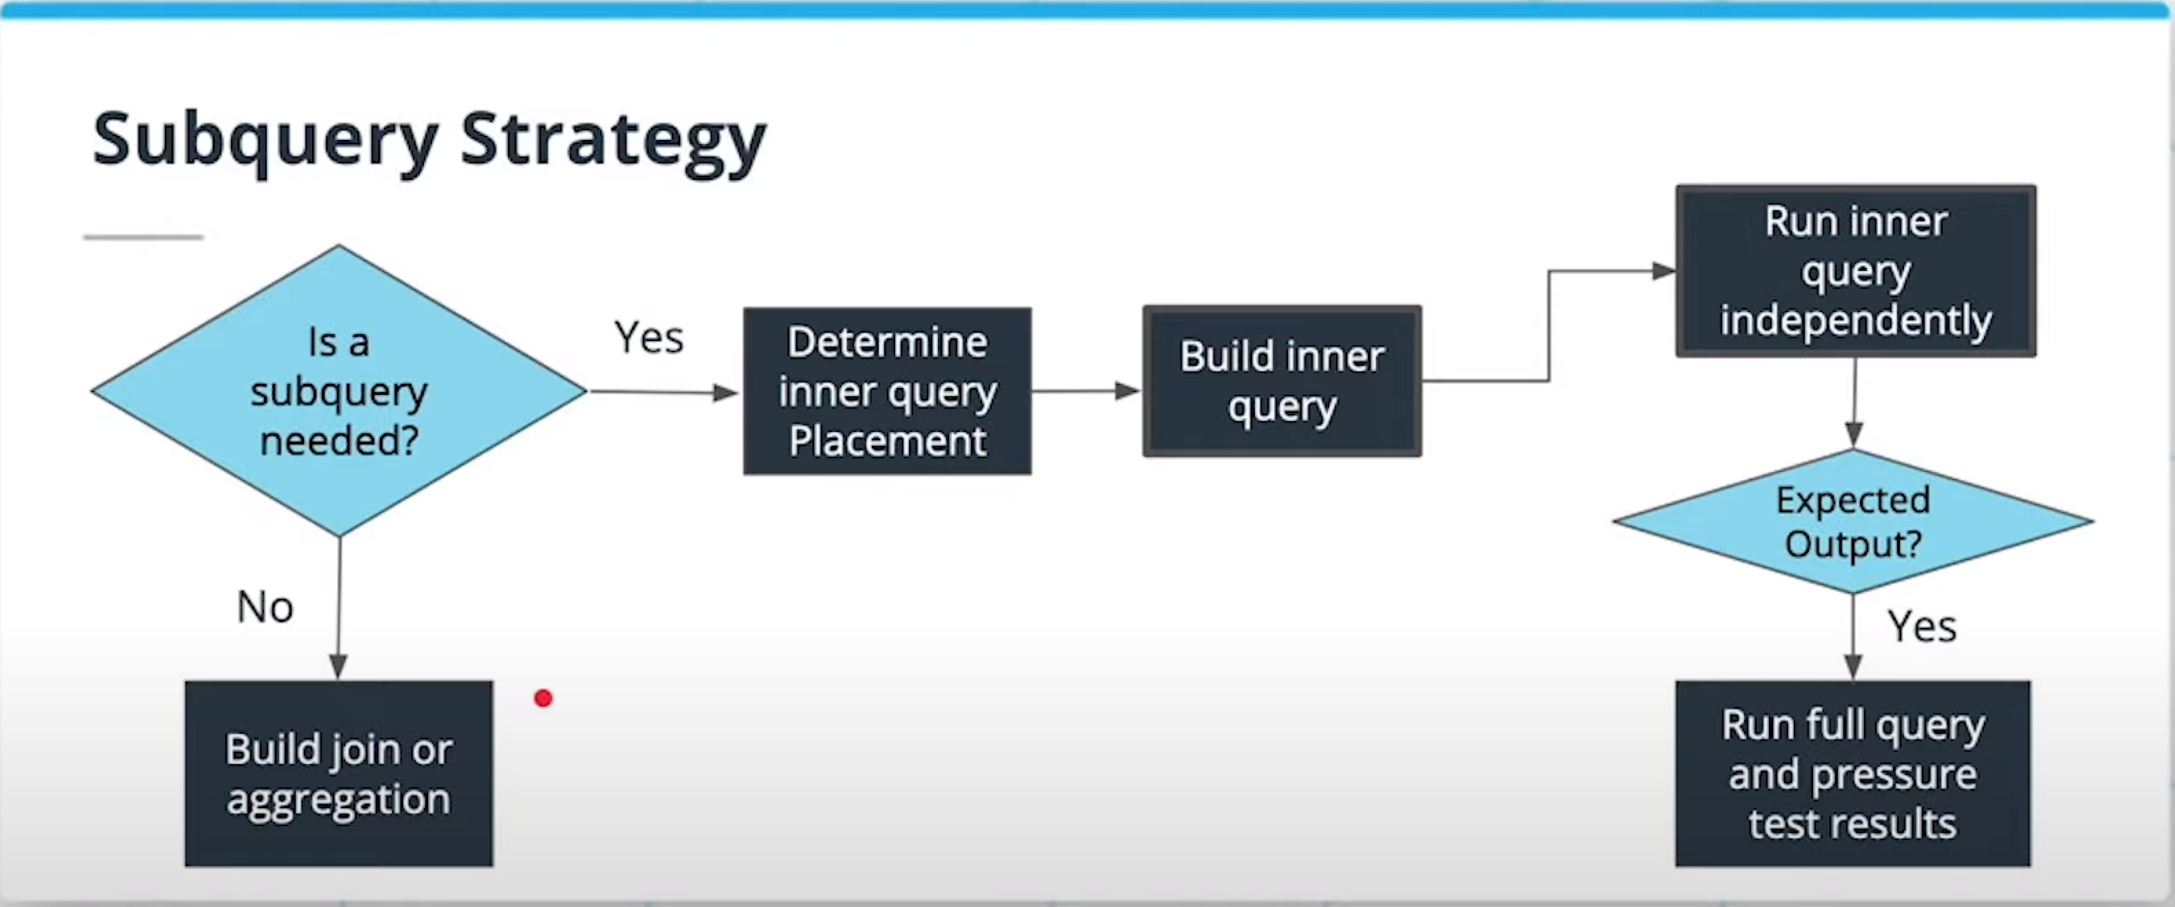 Subquery Strategy
Is a
subquery
needed?
Yes
Determine
inner query
Placement
Build inner
query
Run inner
query
independently
Expected
Output?
Yes
Run full query
and pressure
test results
No
Build join or
aggregation